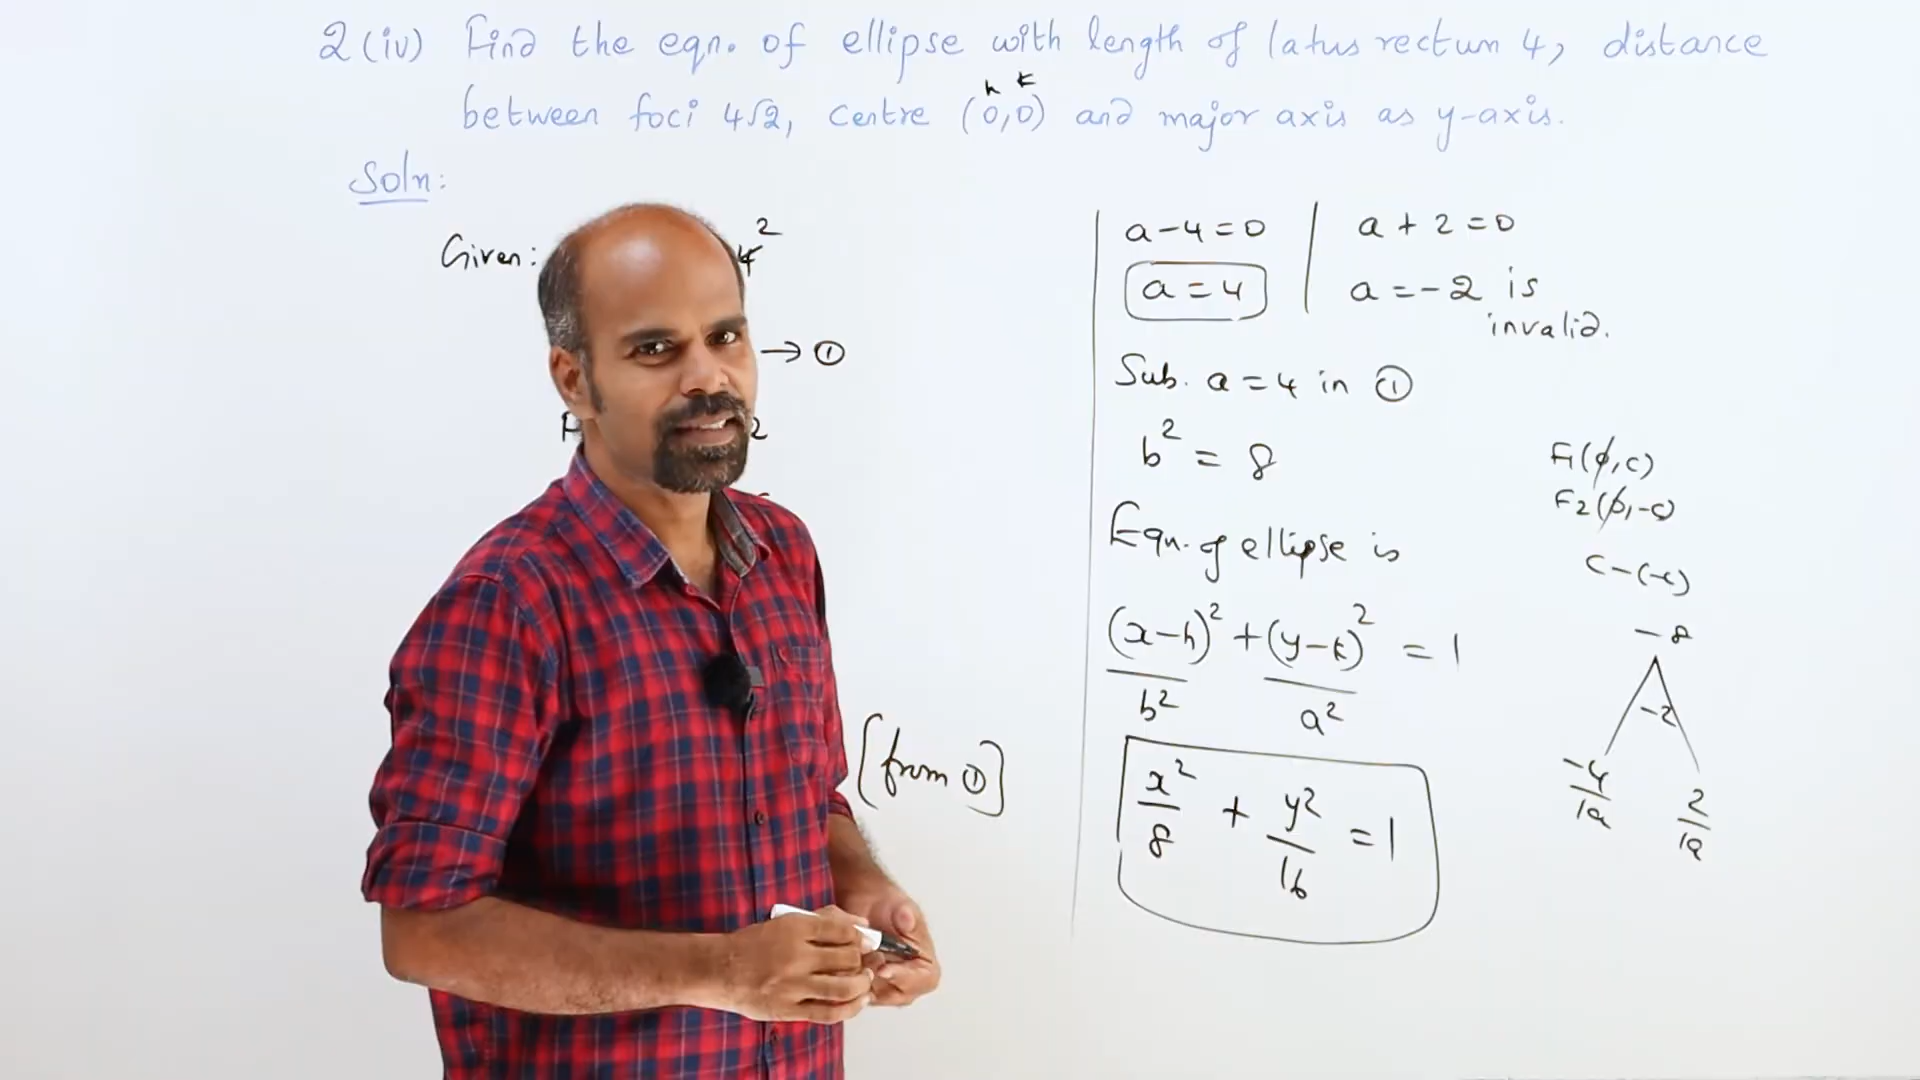 2(iv) Find the eqn. of ellipse with length of latus rectum 4, distance
h k
between foci 4√2, centre (0,0) and major axis as y-axis.
Soln:
Given:
4 2
→ ①
2
[from ①]
a-4=0 | a+2=0
a=4 | a=-2 is
invalid.
Sub. a=4 in ①
b² = 8
Eqn. of ellipse is
(x-h)²/b² + (y-k)²/a² = 1
x²/8 + y²/16 = 1
F1(0,c)
F2(0,-c)
c-(-c)
-8
-2
-4/1a 2/1a